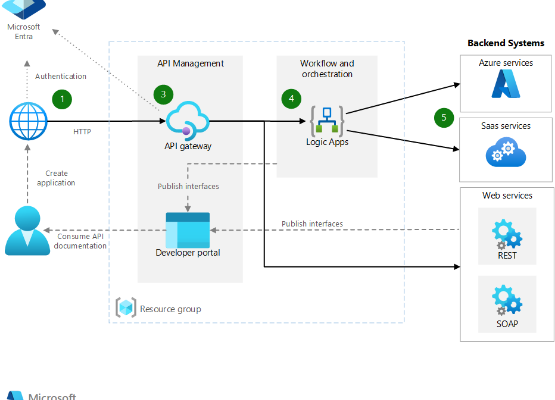 Microsoft
Entra
Backend Systems
API Management
Workflow and
orchestration
Azure services
Authentication
1
3
4
5
HTTP
API gateway
Logic Apps
Saas services
Create
application
Publish interfaces
Web services
Publish interfaces
Consume API
documentation
Developer portal
REST
Resource group
SOAP
Microsoft